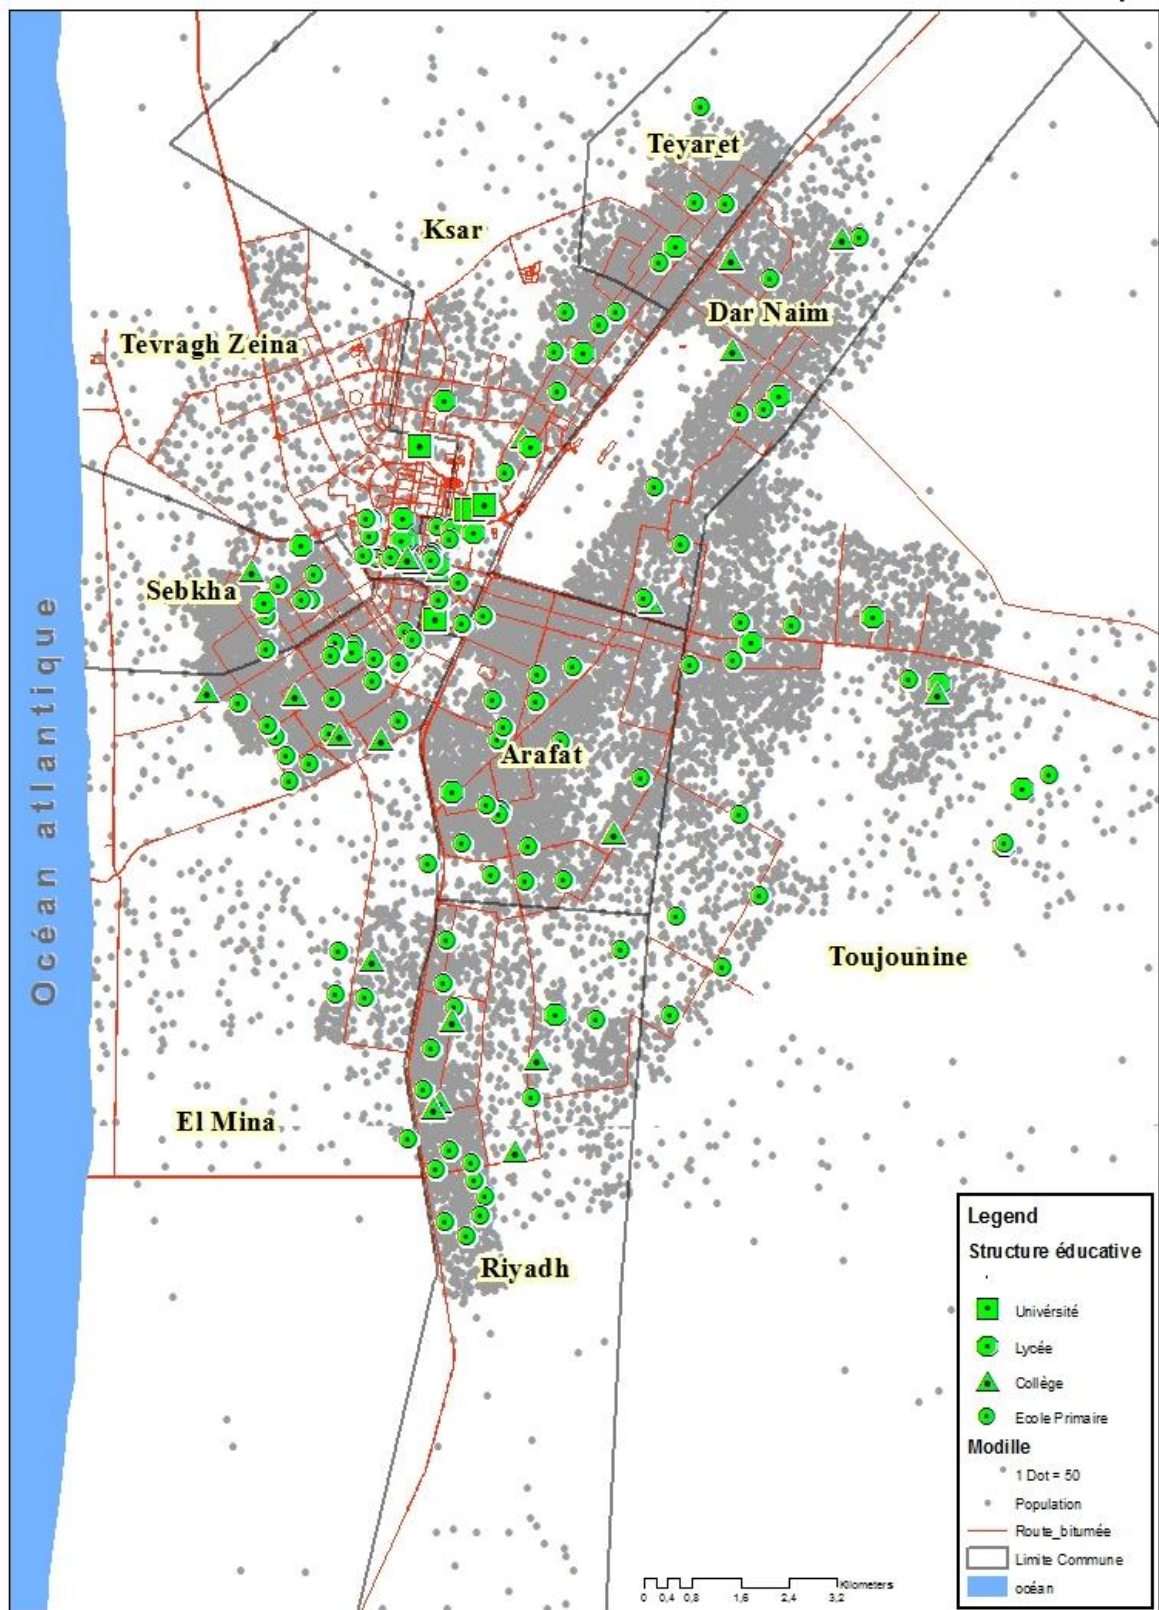 Teyaret
Ksar
Dar Naim
Tevragh Zeina
Sebkha
Océan atlantique
Arafat
Toujounine
El Mina
Riyadh
Legend
Structure éducative
Univérsité
Lycée
Collège
Ecole Primaire
Modille
1 Dot = 50
Population
Route_bitumée
Limite Commune
océan
Kilometers
0 0,4 0,8 1,6 2,4 3,2